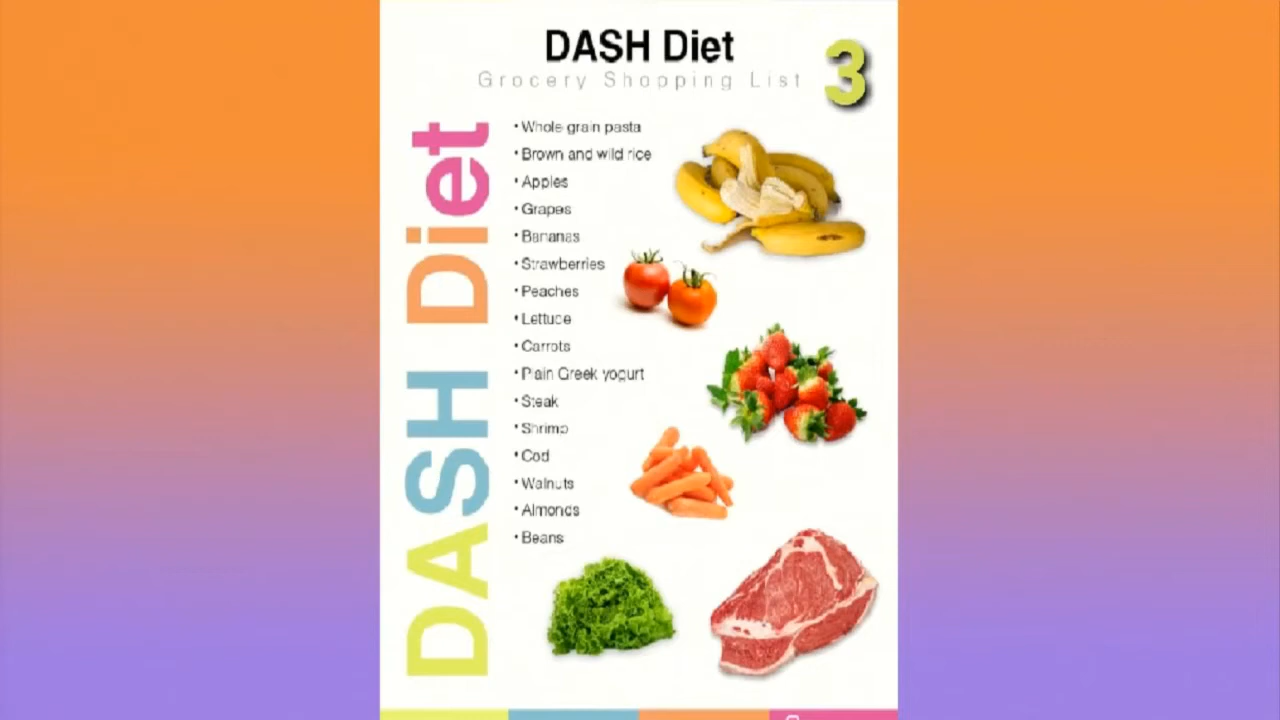 DASH Diet
Grocery Shopping List
3
DASH Diet
• Whole grain pasta
• Brown and wild rice
• Apples
• Grapes
• Bananas
• Strawberries
• Peaches
• Lettuce
• Carrots
• Plain Greek yogurt
• Steak
• Shrimp
• Cod
• Walnuts
• Almonds
• Beans